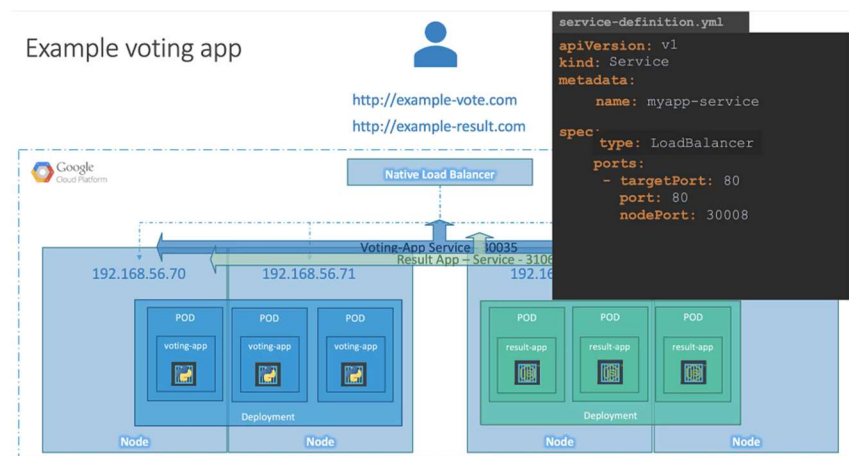 Example voting app
http://example-vote.com
http://example-result.com
service-definition.yml
apiVersion: v1
kind: Service
metadata:
name: myapp-service
spec:
type: LoadBalancer
ports:
- targetPort: 80
port: 80
nodePort: 30008
Google
Cloud Platform
Native Load Balancer
Voting-App Service - 30035
Result App – Service - 3106
192.168.56.70
192.168.56.71
192.16
POD
POD
POD
voting-app
voting-app
voting-app
Deployment
POD
POD
POD
result-app
result-app
result-app
Deployment
Node
Node
Node
Node